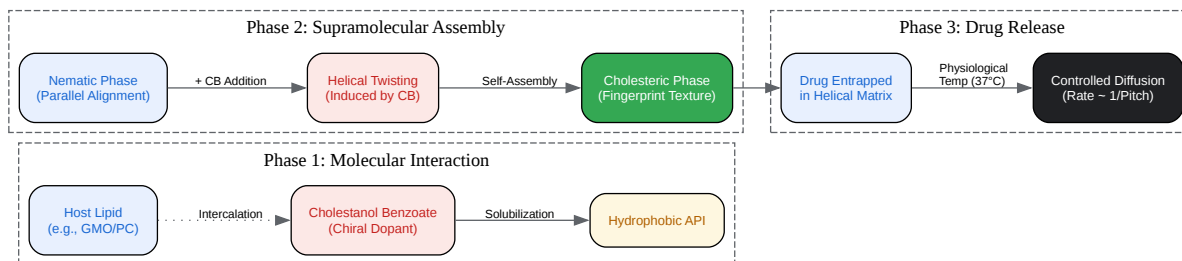 Phase 2: Supramolecular Assembly
Nematic Phase
(Parallel Alignment)
+ CB Addition
Helical Twisting
(Induced by CB)
Self-Assembly
Cholesteric Phase
(Fingerprint Texture)
Phase 3: Drug Release
Drug Entrapped
in Helical Matrix
Physiological
Temp (37°C)
Controlled Diffusion
(Rate ~ 1/Pitch)
Phase 1: Molecular Interaction
Host Lipid
(e.g., GMO/PC)
Intercalation
Cholestanol Benzoate
(Chiral Dopant)
Solubilization
Hydrophobic API